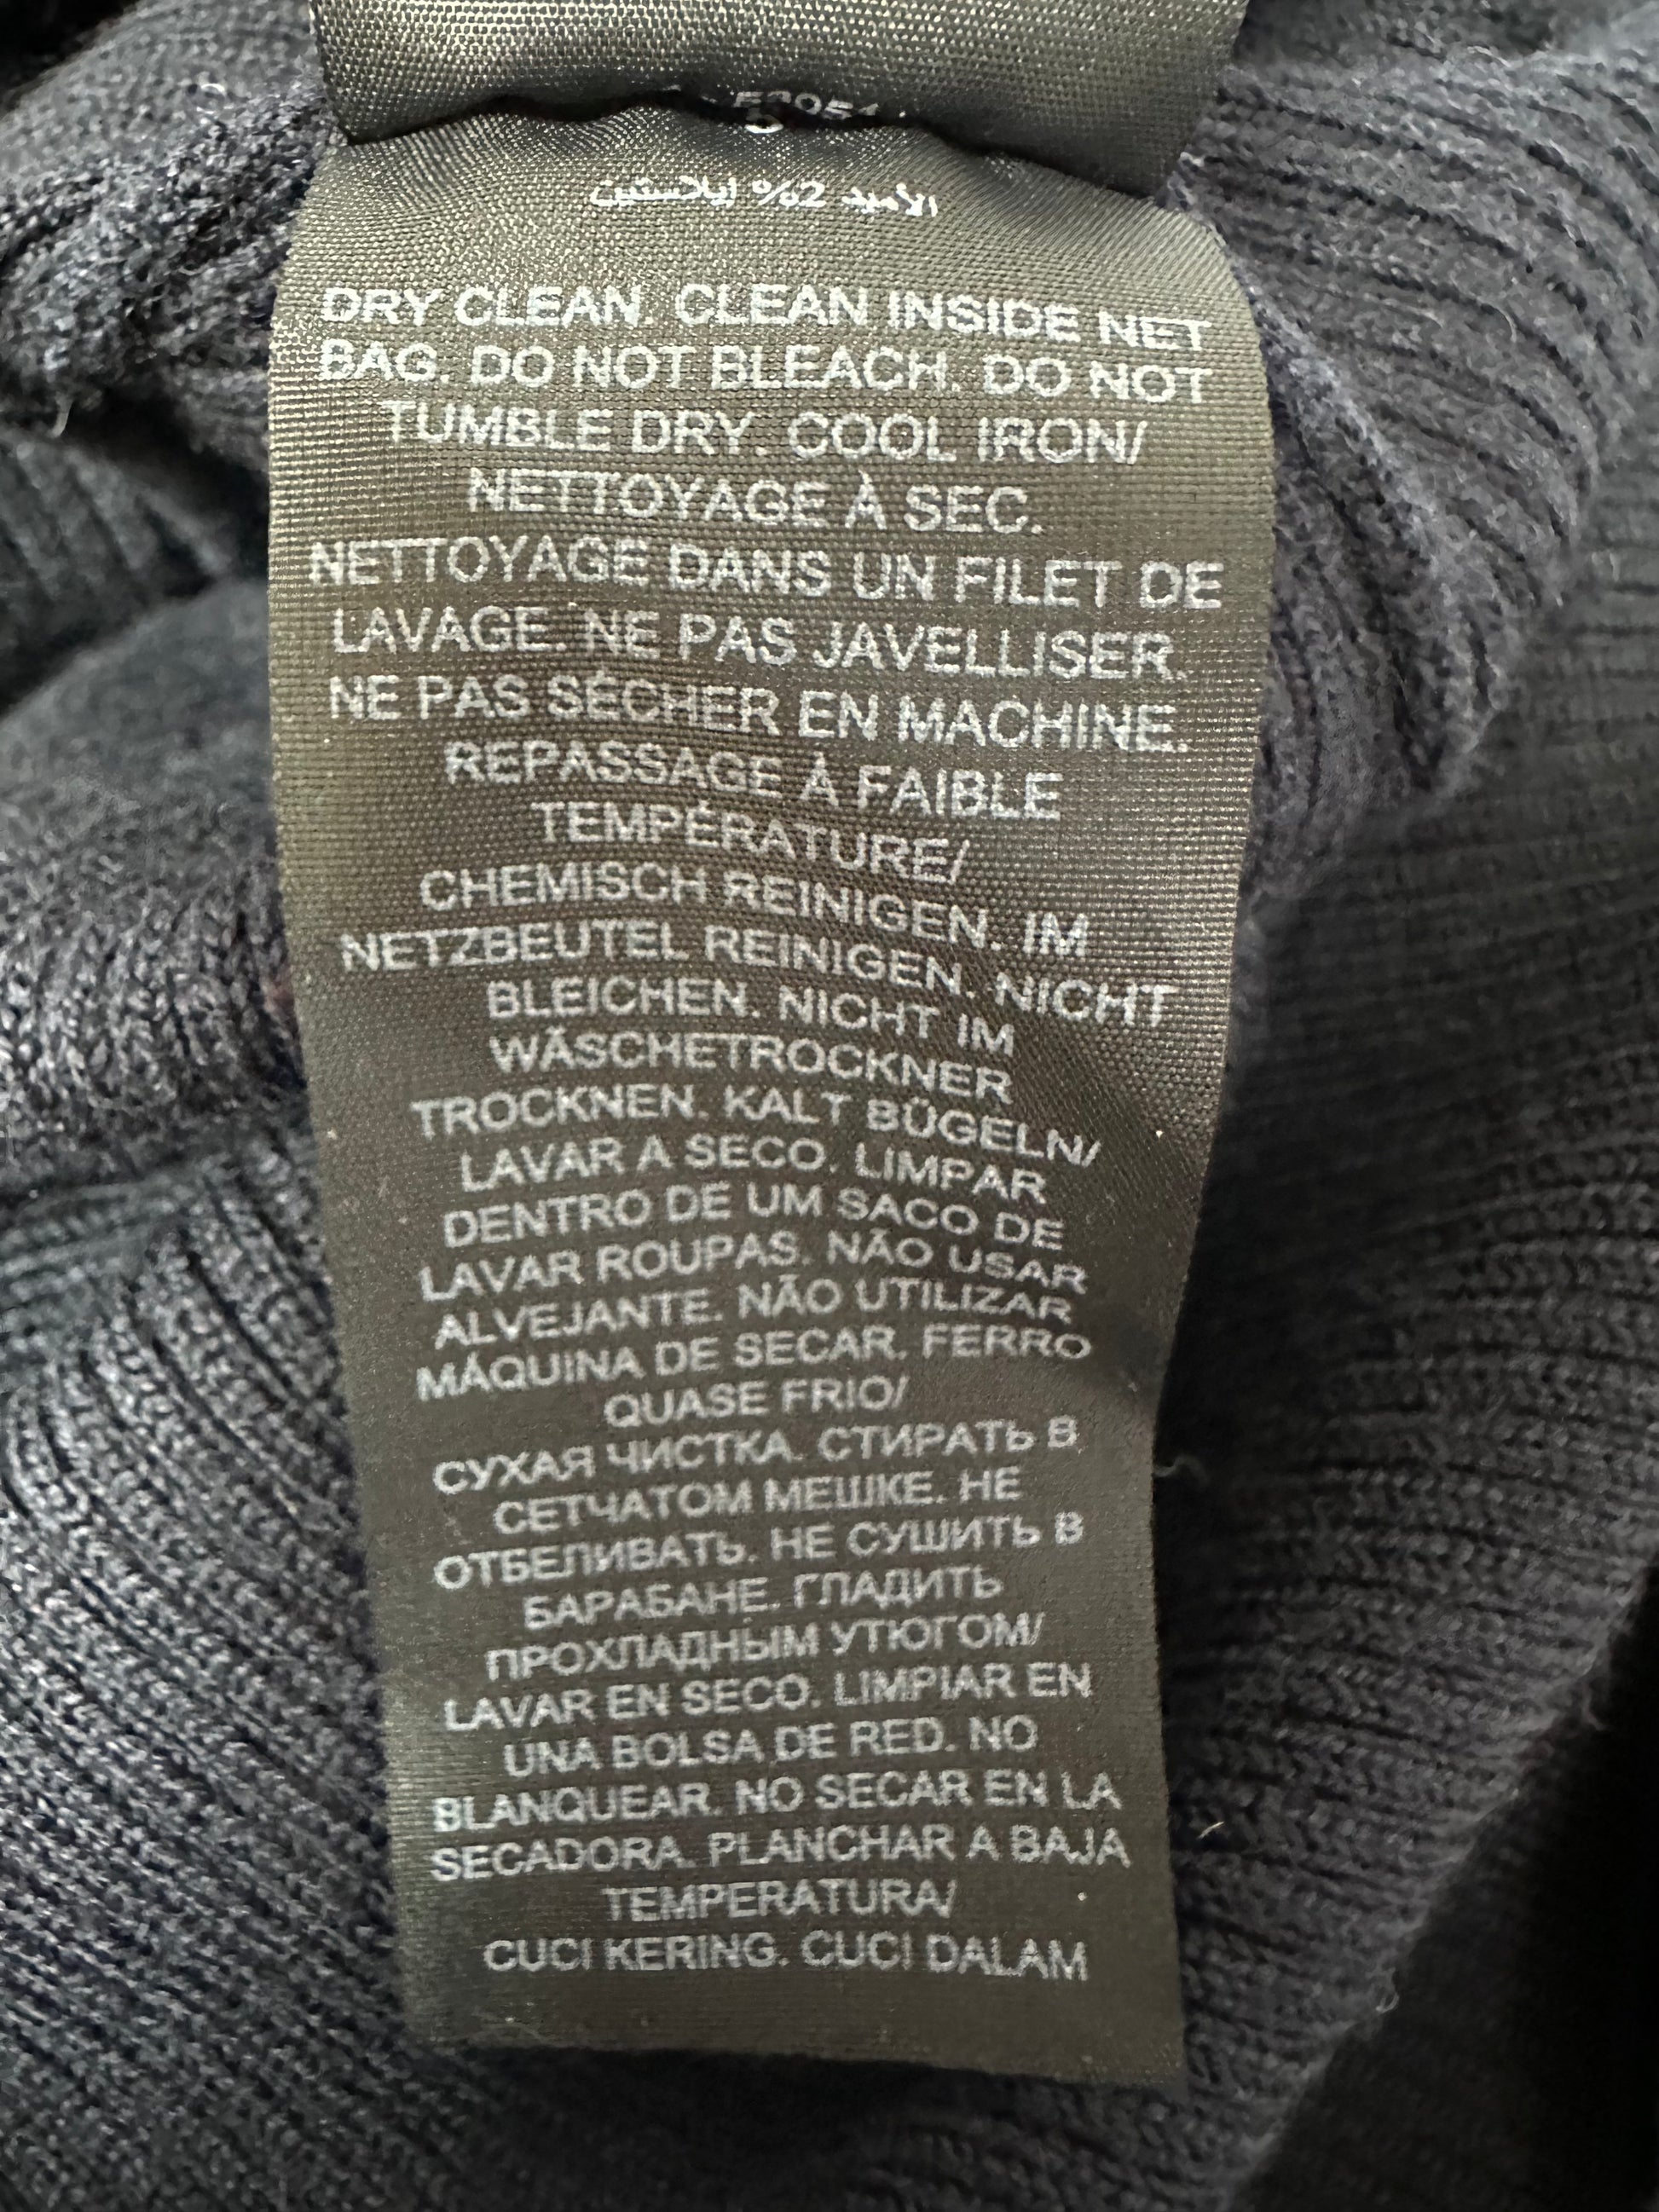 الأميد 2% إيلاستين
DRY CLEAN. CLEAN INSIDE NET
BAG. DO NOT BLEACH. DO NOT
TUMBLE DRY. COOL IRON/
NETTOYAGE À SEC.
NETTOYAGE DANS UN FILET DE
LAVAGE. NE PAS JAVELLISER.
NE PAS SÉCHER EN MACHINE.
REPASSAGE À FAIBLE
TEMPÉRATURE/
CHEMISCH REINIGEN. IM
NETZBEUTEL REINIGEN. NICHT
BLEICHEN. NICHT IM
WÄSCHETROCKNER
TROCKNEN. KALT BÜGELN/
LAVAR A SECO. LIMPAR
DENTRO DE UM SACO DE
LAVAR ROUPAS. NÃO USAR
ALVEJANTE. NÃO UTILIZAR
MÁQUINA DE SECAR. FERRO
QUASE FRIO/
СУХАЯ ЧИСТКА. СТИРАТЬ В
СЕТЧАТОМ МЕШКЕ. НЕ
ОТБЕЛИВАТЬ. НЕ СУШИТЬ В
БАРАБАНЕ. ГЛАДИТЬ
ПРОХЛАДНЫМ УТЮГОМ/
LAVAR EN SECO. LIMPIAR EN
UNA BOLSA DE RED. NO
BLANQUEAR. NO SECAR EN LA
SECADORA. PLANCHAR A BAJA
TEMPERATURA/
CUCI KERING. CUCI DALAM